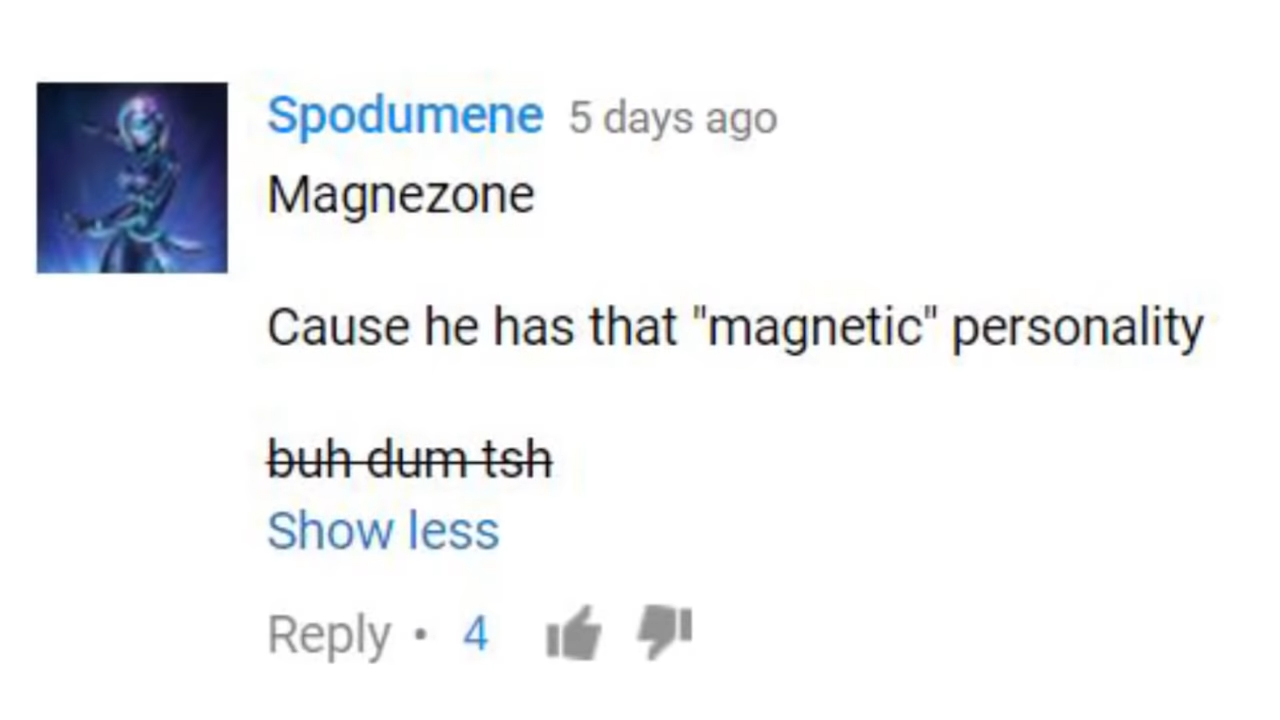 Spodumene 5 days ago
Magnezone
Cause he has that "magnetic" personality
buh dum tsh
Show less
Reply • 4